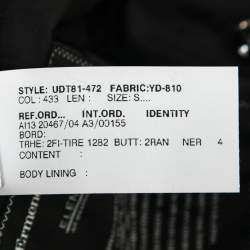 STYLE: UDT81-472 FABRIC:YD-810
COL : 433 LEN : SIZE: S....
REF.ORD... INT.ORD. IDENTITY
AI13 20467/04 A3/00155
BORD:
TRHE: 2FI-TIRE 1282 BUTT: 2RAN NER 4
CONTENT :
BODY LINING :